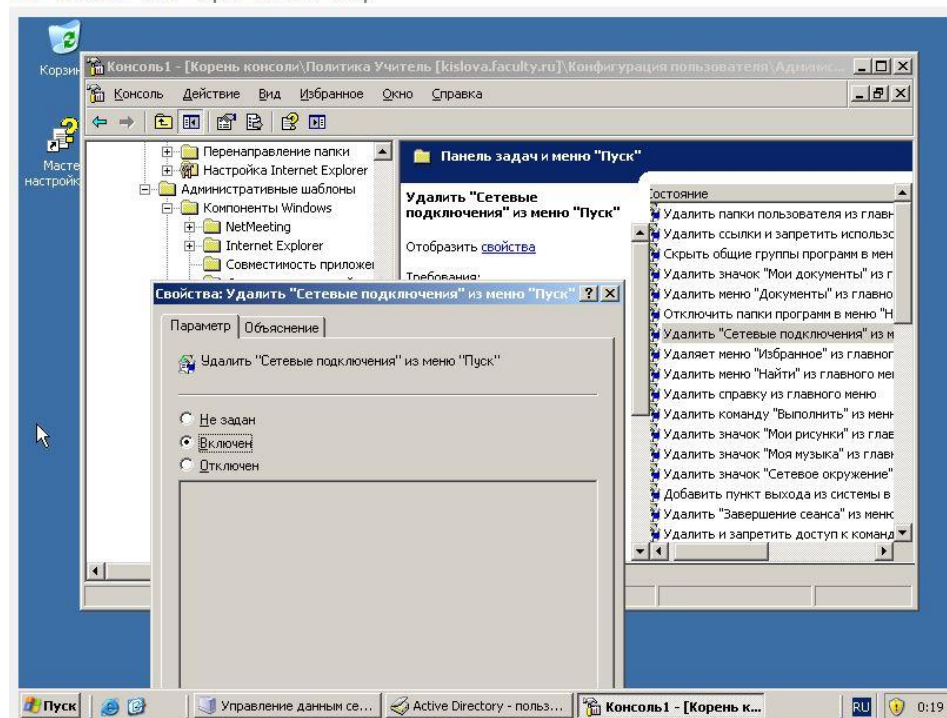 Корзин
Консоль1 - [Корень консоли\Политика Учитель [kislova.faculty.ru]\Конфигурация пользователя\Админис...
Консоль Действие Вид Избранное Окно Справка
Мастe
настройк
Перенаправление папки
Настройка Internet Explorer
Административные шаблоны
Компоненты Windows
NetMeeting
Internet Explorer
Совместимость приложен
Панель задач и меню "Пуск"
Удалить "Сетевые
подключения" из меню "Пуск"
Отобразить свойства
Требования:
Состояние
Удалить папки пользователя из главн
Удалить ссылки и запретить использо
Скрыть общие группы программ в мен
Удалить значок "Мои документы" из г
Удалить меню "Документы" из главно
Отключить папки программ в меню "Н
Удалить "Сетевые подключения" из м
Удаляет меню "Избранное" из главног
Удалить меню "Найти" из главного ме
Удалить справку из главного меню
Удалить команду "Выполнить" из мен
Удалить значок "Мои рисунки" из глав
Удалить значок "Моя музыка" из глав
Удалить значок "Сетевое окружение"
Добавить пункт выхода из системы в
Удалить "Завершение сеанса" из мен
Удалить и запретить доступ к команд
Свойства: Удалить "Сетевые подключения" из меню "Пуск"
Параметр Объяснение
Удалить "Сетевые подключения" из меню "Пуск"
Не задан
Включен
Отключен
Пуск
Управление данным се...
Active Directory - польз...
Консоль1 - [Корень к...
RU
0:19